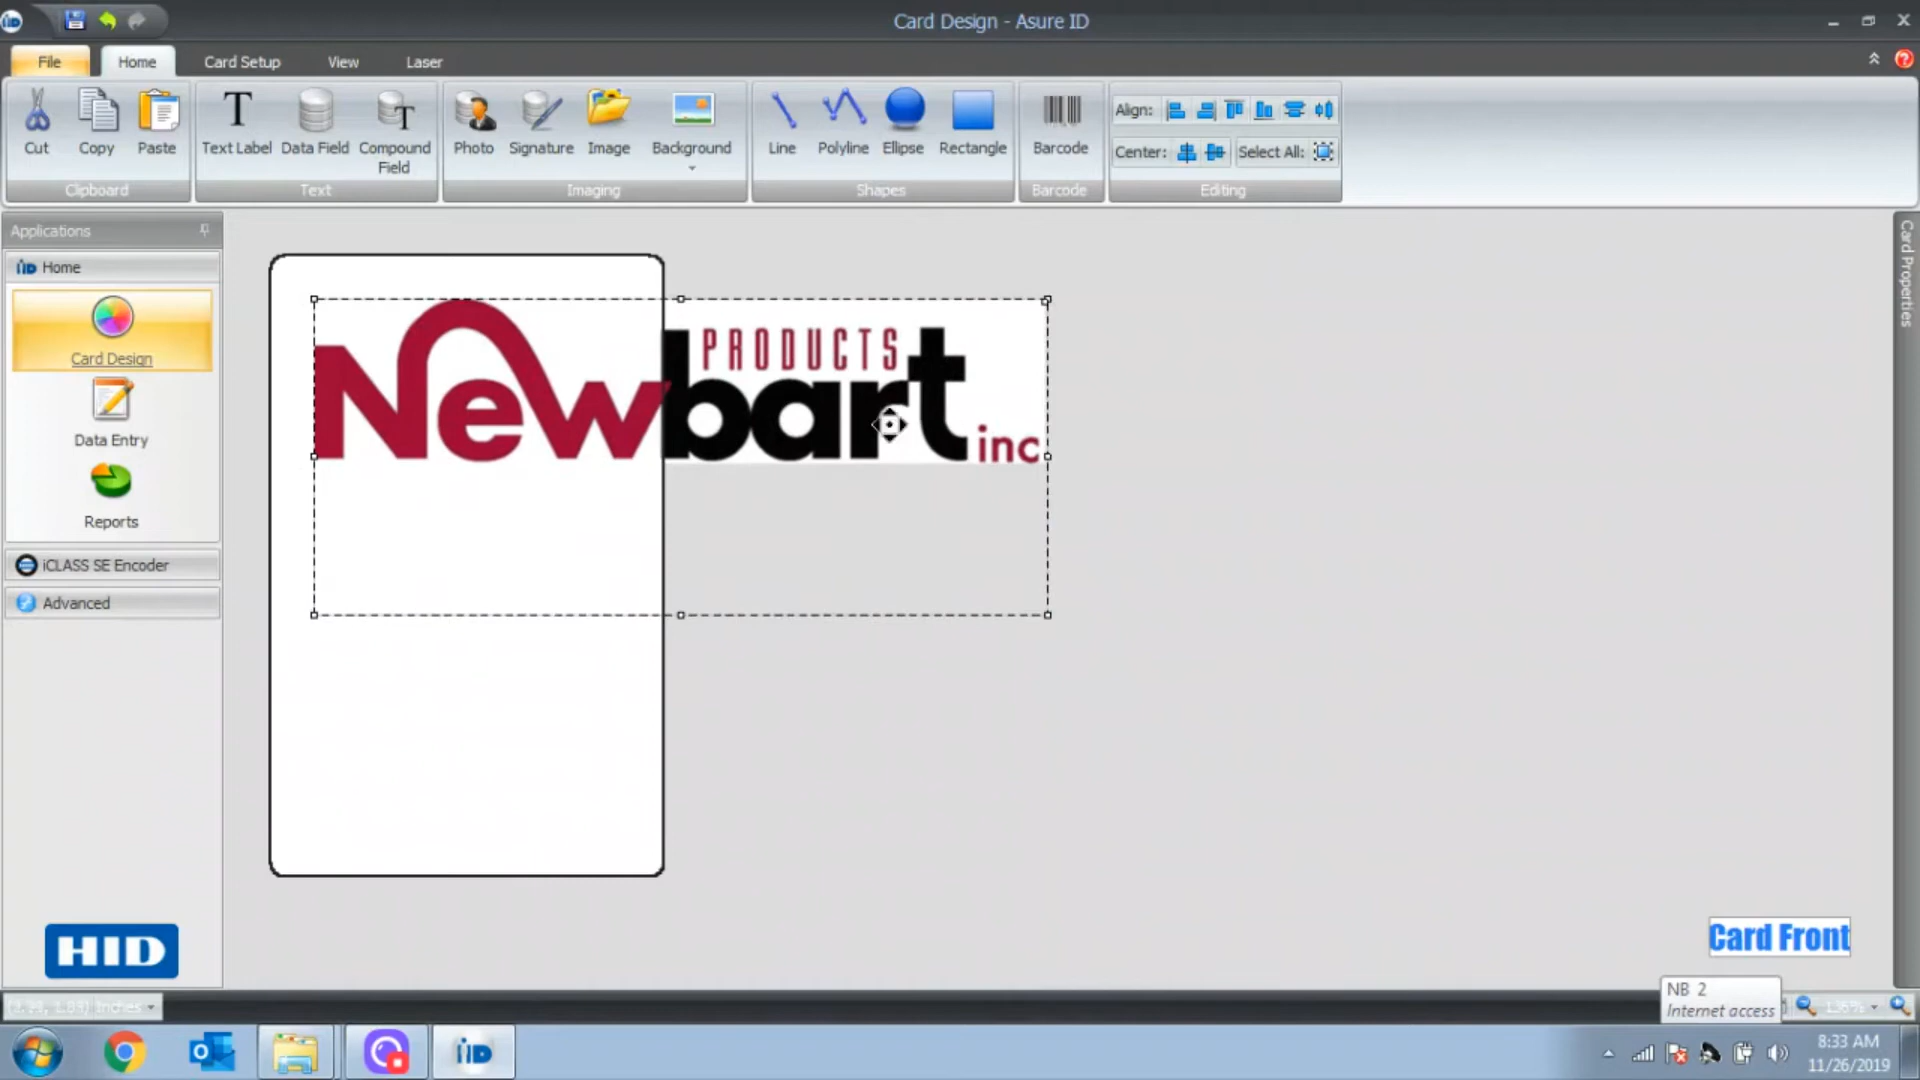 Card Design - Asure ID
File
Home
Card Setup
View
Laser
Cut
Copy
Paste
Text Label
Data Field
Compound
Field
Photo
Signature
Image
Background
Line
Polyline
Ellipse
Rectangle
Barcode
Align:
Center:
Select All:
Clipboard
Text
Imaging
Shapes
Barcode
Editing
Applications
Home
Card Design
Data Entry
Reports
iCLASS SE Encoder
Advanced
HID
PRODUCTS
Newbart inc
Card Properties
Card Front
NB 2
Internet access
8:33 AM
11/26/2019